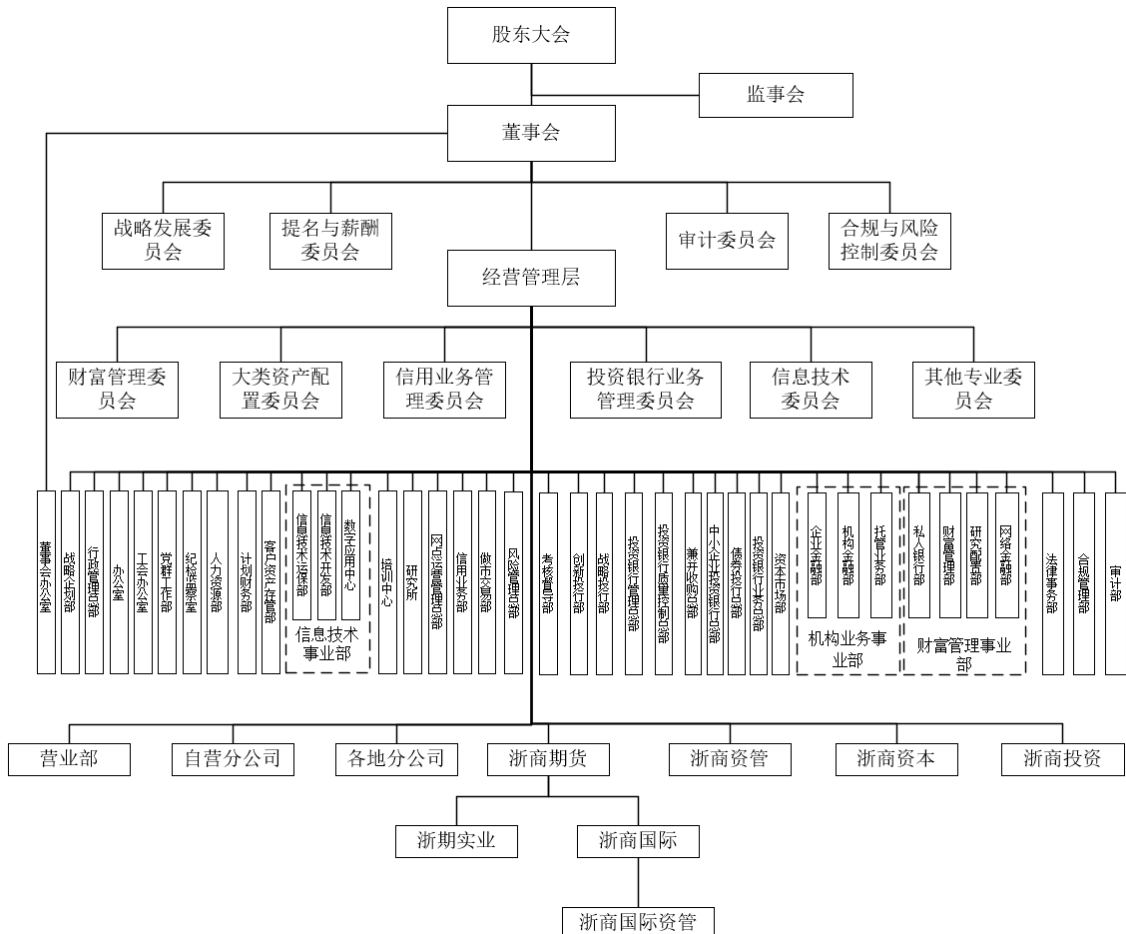 股东大会
监事会
董事会
战略发展委
员会
提名与薪酬
委员会
审计委员会
合规与风险
控制委员会
经营管理层
财富管理委
员会
大类资产配
置委员会
信用业务管
理委员会
投资银行业务
管理委员会
信息技术
委员会
其他专业委
员会
董事会办公室
战略企划部
行政管理总部
办公室
工会办公室
党群工作部
纪检监察室
人力资源部
计划财务部
客户资产存管部
信息技术运保部
信息技术开发部
数字应用中心
信息技术
事业部
培训中心
研究所
网点运营管理总部
信用业务部
做市交易部
风险管理总部
考核督导部
创新投行部
战略投行部
投资银行管理总部
投资银行质量控制总部
兼并收购总部
中小企业投资银行总部
债券投行总部
投资银行业务总部
资本市场部
企业金融部
机构金融部
托管业务部
机构业务事
业部
私人银行部
财富管理部
研究配置部
网络金融部
财富管理事业
部
法律事务部
合规管理部
审计部
营业部
自营分公司
各地分公司
浙商期货
浙商资管
浙商资本
浙商投资
浙期实业
浙商国际
浙商国际资管